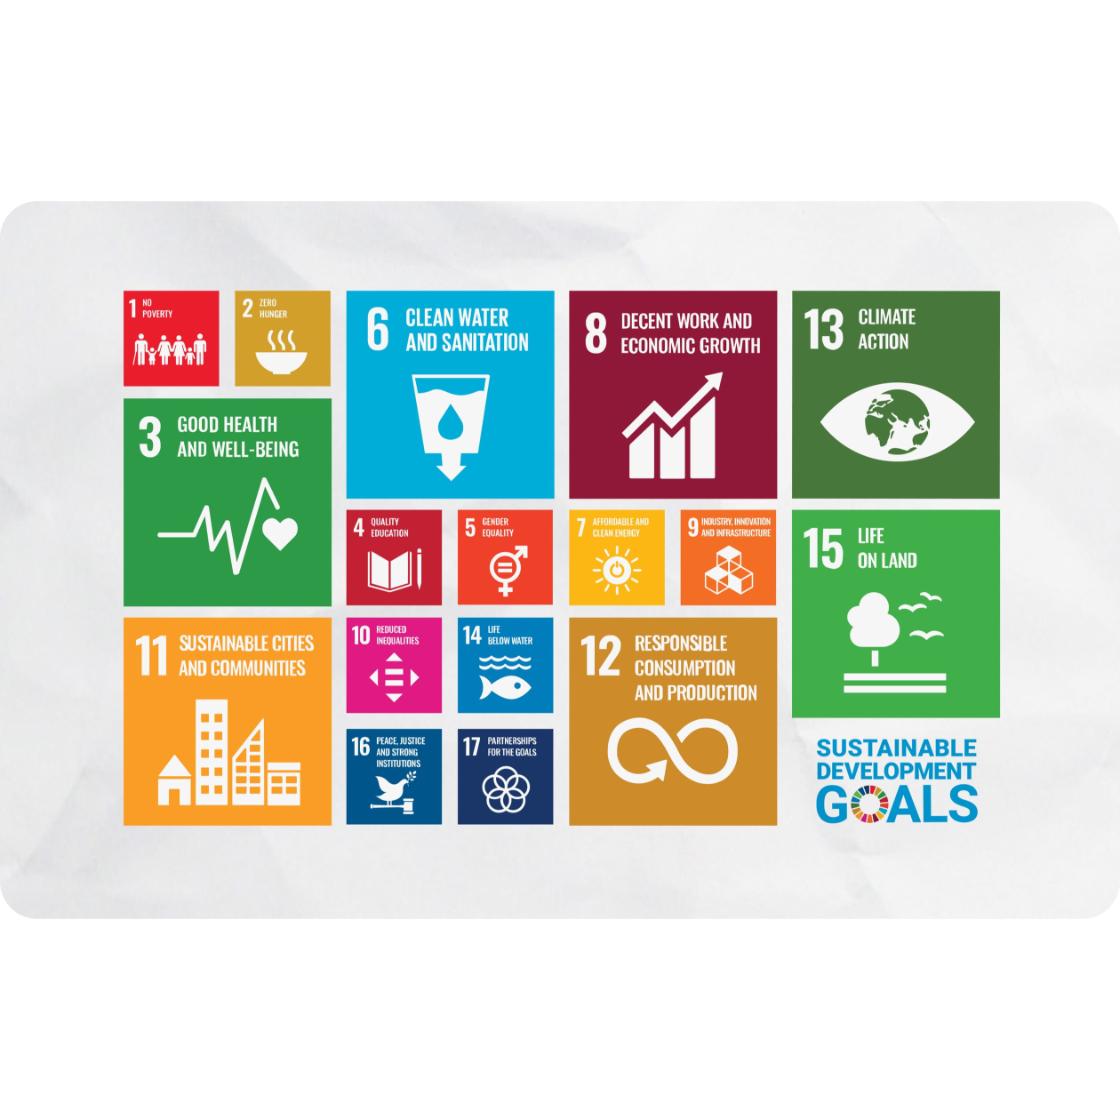 1 NO
POVERTY
2 ZERO
HUNGER
3 GOOD HEALTH
AND WELL-BEING
6 CLEAN WATER
AND SANITATION
8 DECENT WORK AND
ECONOMIC GROWTH
13 CLIMATE
ACTION
4 QUALITY
EDUCATION
5 GENDER
EQUALITY
7 AFFORDABLE AND
CLEAN ENERGY
9 INDUSTRY, INNOVATION
AND INFRASTRUCTURE
15 LIFE
ON LAND
11 SUSTAINABLE CITIES
AND COMMUNITIES
10 REDUCED
INEQUALITIES
14 LIFE
BELOW WATER
12 RESPONSIBLE
CONSUMPTION
AND PRODUCTION
16 PEACE, JUSTICE
AND STRONG
INSTITUTIONS
17 PARTNERSHIPS
FOR THE GOALS
SUSTAINABLE
DEVELOPMENT
GOALS